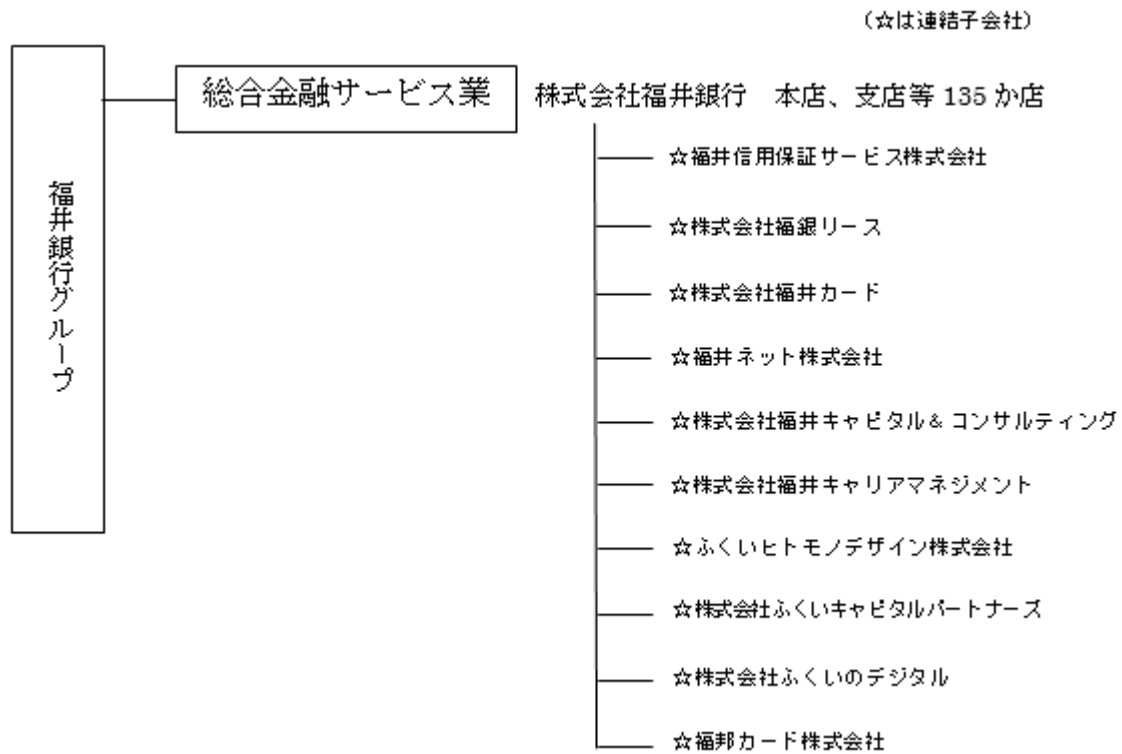 (☆は連結子会社)
福井銀行グループ
総合金融サービス業
株式会社福井銀行　本店、支店等 135 か店
☆福井信用保証サービス株式会社
☆株式会社福銀リース
☆株式会社福井カード
☆福井ネット株式会社
☆株式会社福井キャピタル&コンサルティング
☆株式会社福井キャリアマネジメント
☆ふくいヒトモノデザイン株式会社
☆株式会社ふくいキャピタルパートナーズ
☆株式会社ふくいのデジタル
☆福邦カード株式会社